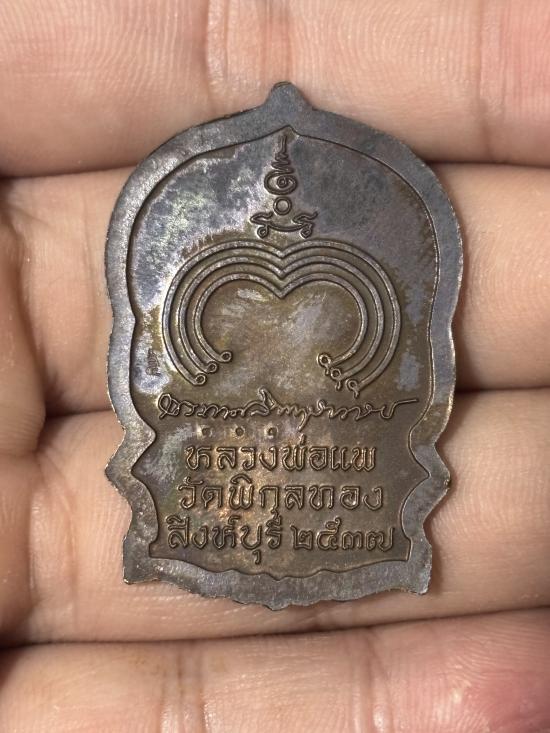 หลวงพ่อแพ
วัดพิกุลทอง
สิงห์บุรี ๒๕๓๗